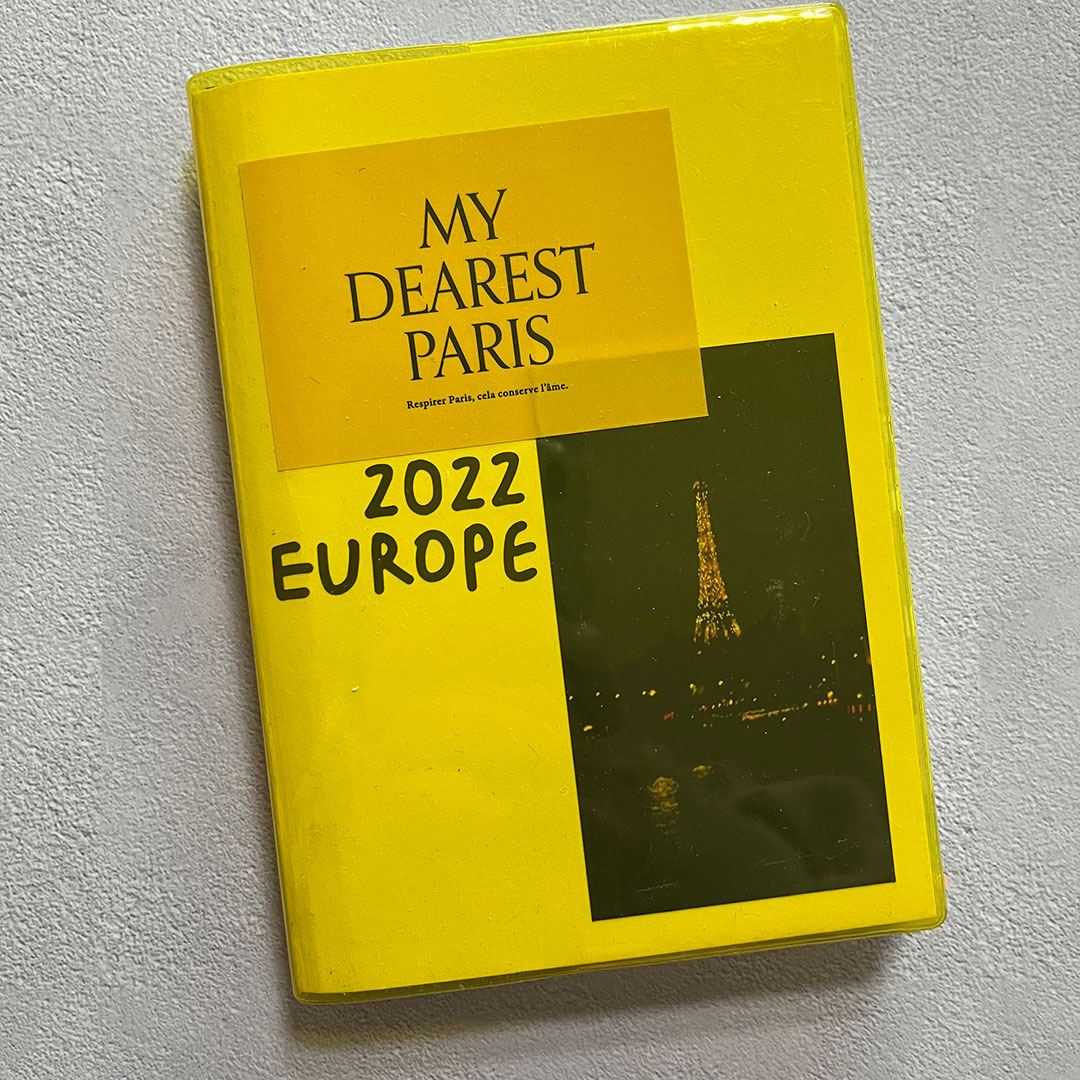 MY
DEAREST
PARIS
Respirer Paris, cela conserve l'âme.
2022
EUROPE